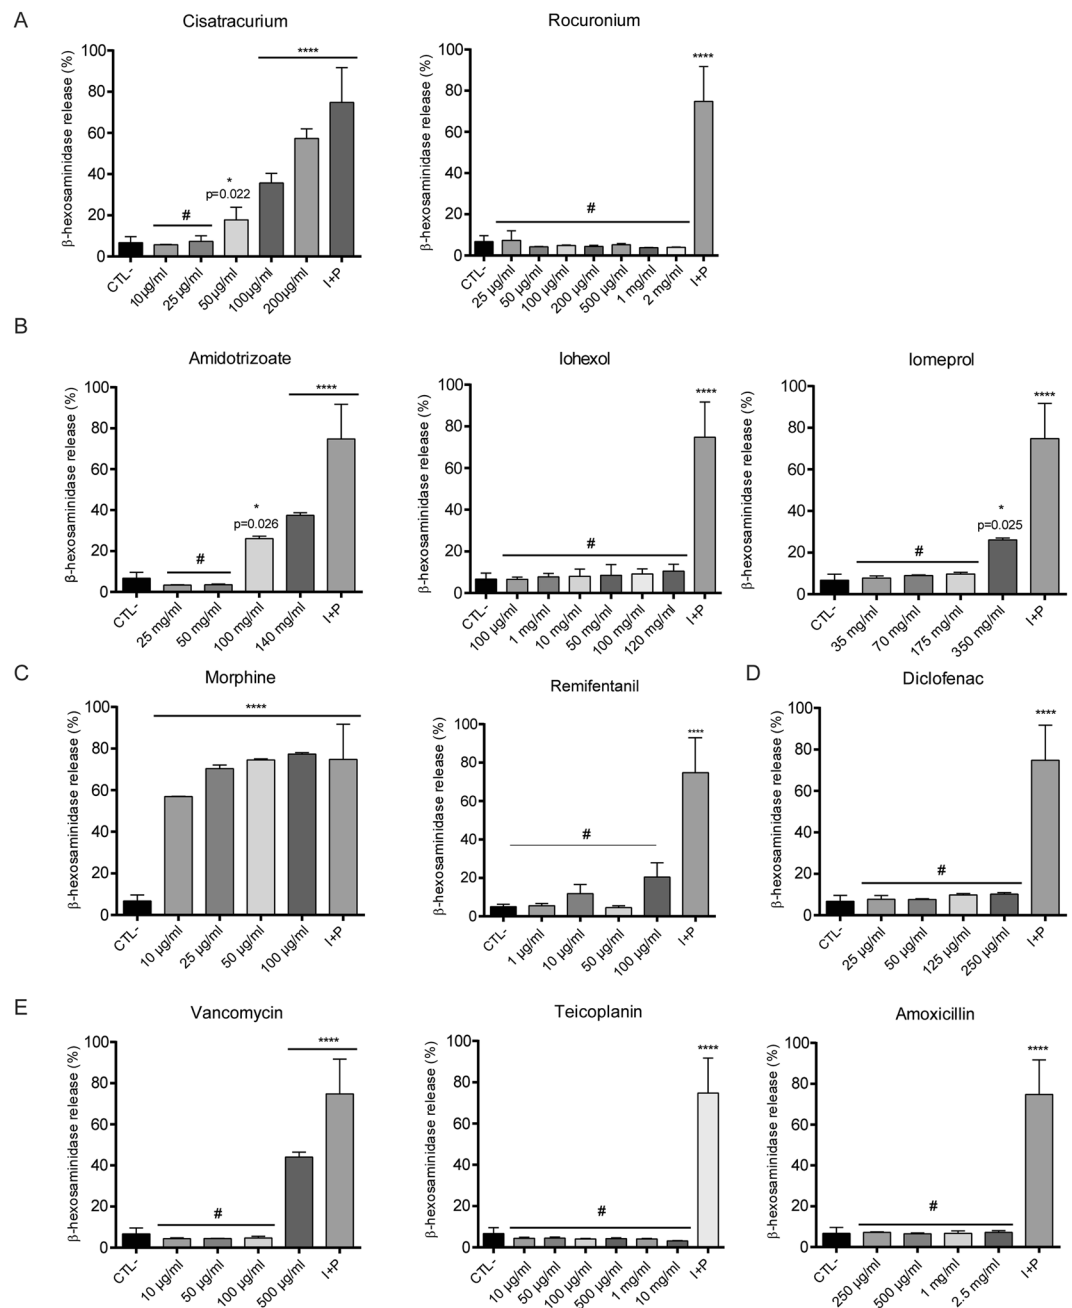 A
Cisatracurium
β-hexosaminidase release (%)
100
80
60
40
20
0
****
*
p=0.022
#
CTL-
10µg/ml
25 µg/ml
50µg/ml
100µg/ml
200µg/ml
I+P
Rocuronium
β-hexosaminidase release (%)
100
80
60
40
20
0
****
#
CTL-
25 µg/ml
50 µg/ml
100 µg/ml
200 µg/ml
500 µg/ml
1 mg/ml
2 mg/ml
I+P
B
Amidotrizoate
β-hexosaminidase release (%)
100
80
60
40
20
0
****
*
p=0.026
#
CTL-
25 mg/ml
50 mg/ml
100 mg/ml
140 mg/ml
I+P
Iohexol
β-hexosaminidase release (%)
100
80
60
40
20
0
****
#
CTL-
100 µg/ml
1 mg/ml
10 mg/ml
50 mg/ml
100 mg/ml
120 mg/ml
I+P
Iomeprol
β-hexosaminidase release (%)
100
80
60
40
20
0
****
*
p=0.025
#
CTL-
35 mg/ml
70 mg/ml
175 mg/ml
350 mg/ml
I+P
C
Morphine
β-hexosaminidase release (%)
100
80
60
40
20
0
****
CTL-
10 µg/ml
25 µg/ml
50 µg/ml
100 µg/ml
I+P
Remifentanil
β-hexosaminidase release (%)
100
80
60
40
20
0
****
#
CTL-
1 µg/ml
10 µg/ml
50 µg/ml
100 µg/ml
I+P
D
Diclofenac
β-hexosaminidase release (%)
100
80
60
40
20
0
****
#
CTL-
25 µg/ml
50 µg/ml
125 µg/ml
250 µg/ml
I+P
E
Vancomycin
β-hexosaminidase release (%)
100
80
60
40
20
0
****
#
CTL-
10 µg/ml
50 µg/ml
100 µg/ml
500 µg/ml
I+P
Teicoplanin
β-hexosaminidase release (%)
100
80
60
40
20
0
****
#
CTL-
10 µg/ml
50 µg/ml
100 µg/ml
500 µg/ml
1 mg/ml
10 mg/ml
I+P
Amoxicillin
β-hexosaminidase release (%)
100
80
60
40
20
0
****
#
CTL-
250 µg/ml
500 µg/ml
1 mg/ml
2.5 mg/ml
I+P